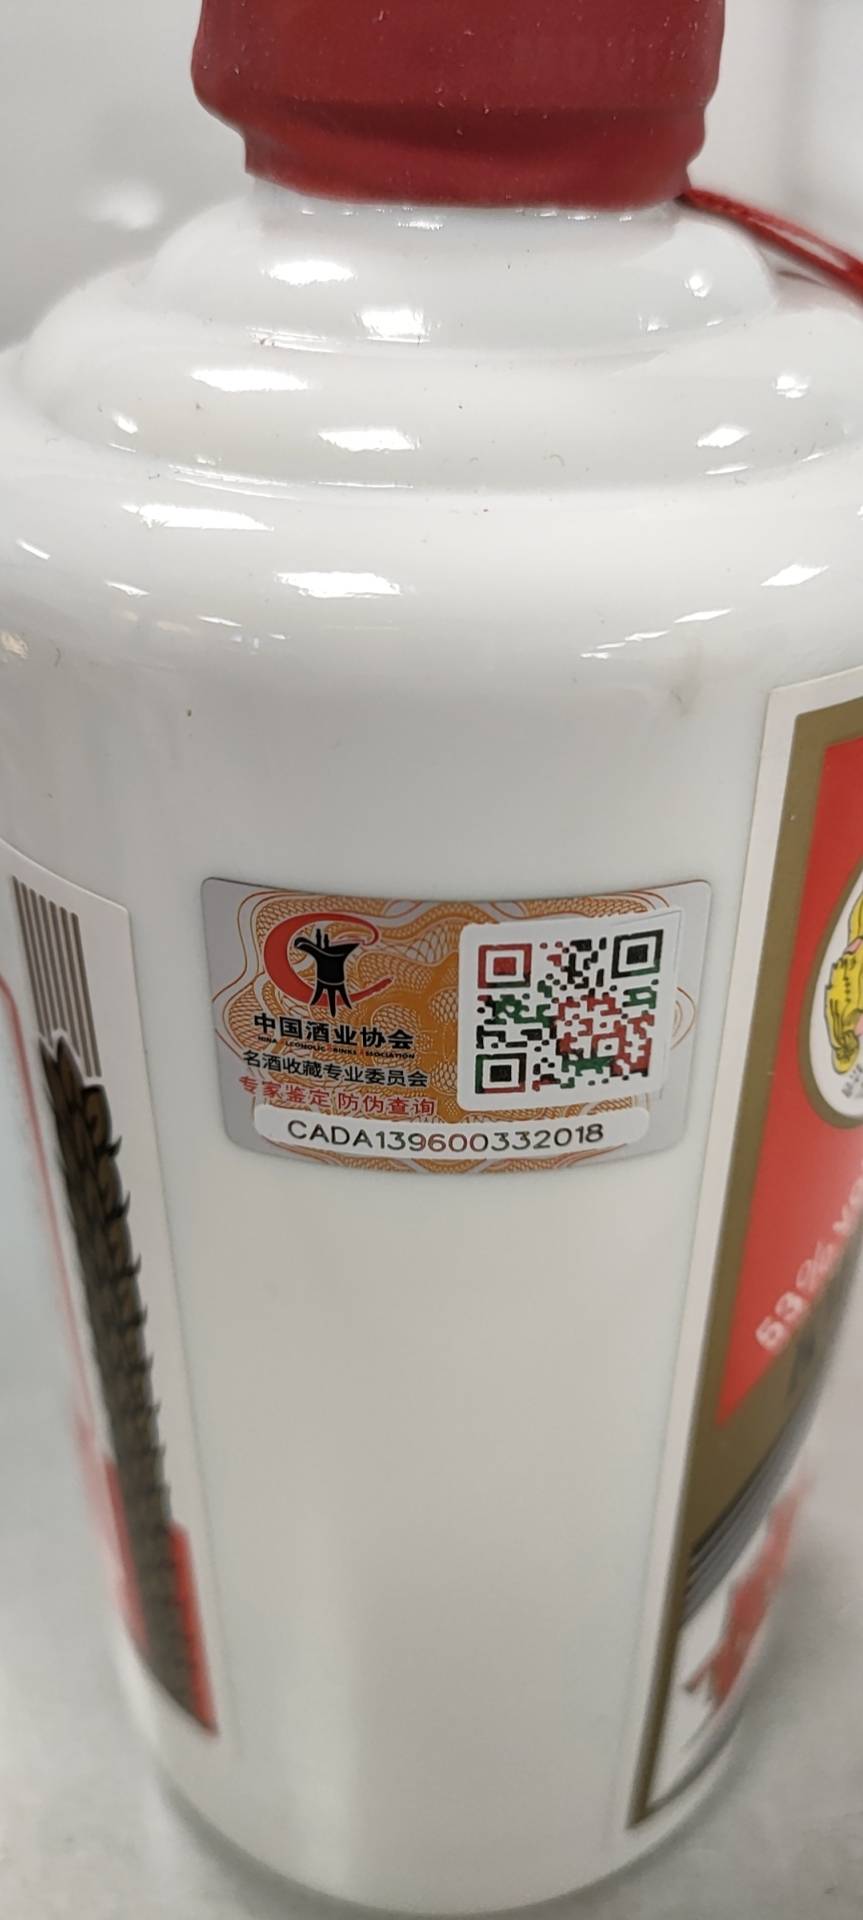 中国酒业协会
名酒收藏专业委员会
专家鉴定 防伪查询
CADA139600332018
53%